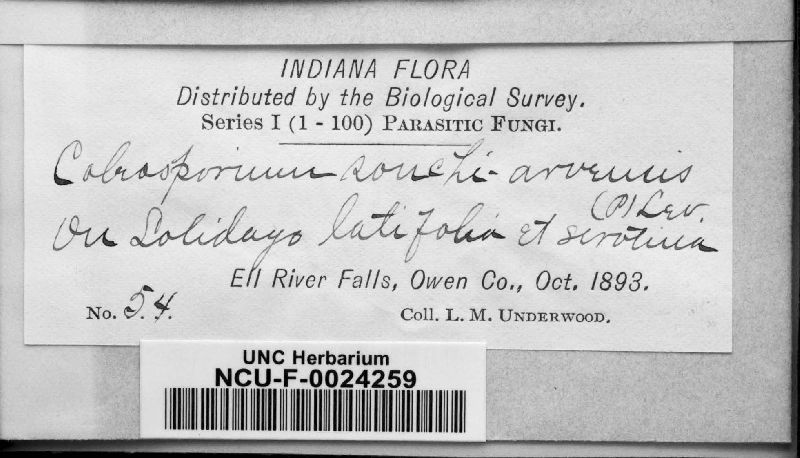 INDIANA FLORA
Distributed by the Biological Survey.
Series I (1 - 100) Parasitic Fungi.
Coleosporium sonchi-arvensis
(P) Lev.
On Solidago latifolia et serotina
Ell River Falls, Owen Co., Oct. 1893.
No. 54. Coll. L. M. Underwood.
UNC Herbarium
NCU-F-0024259